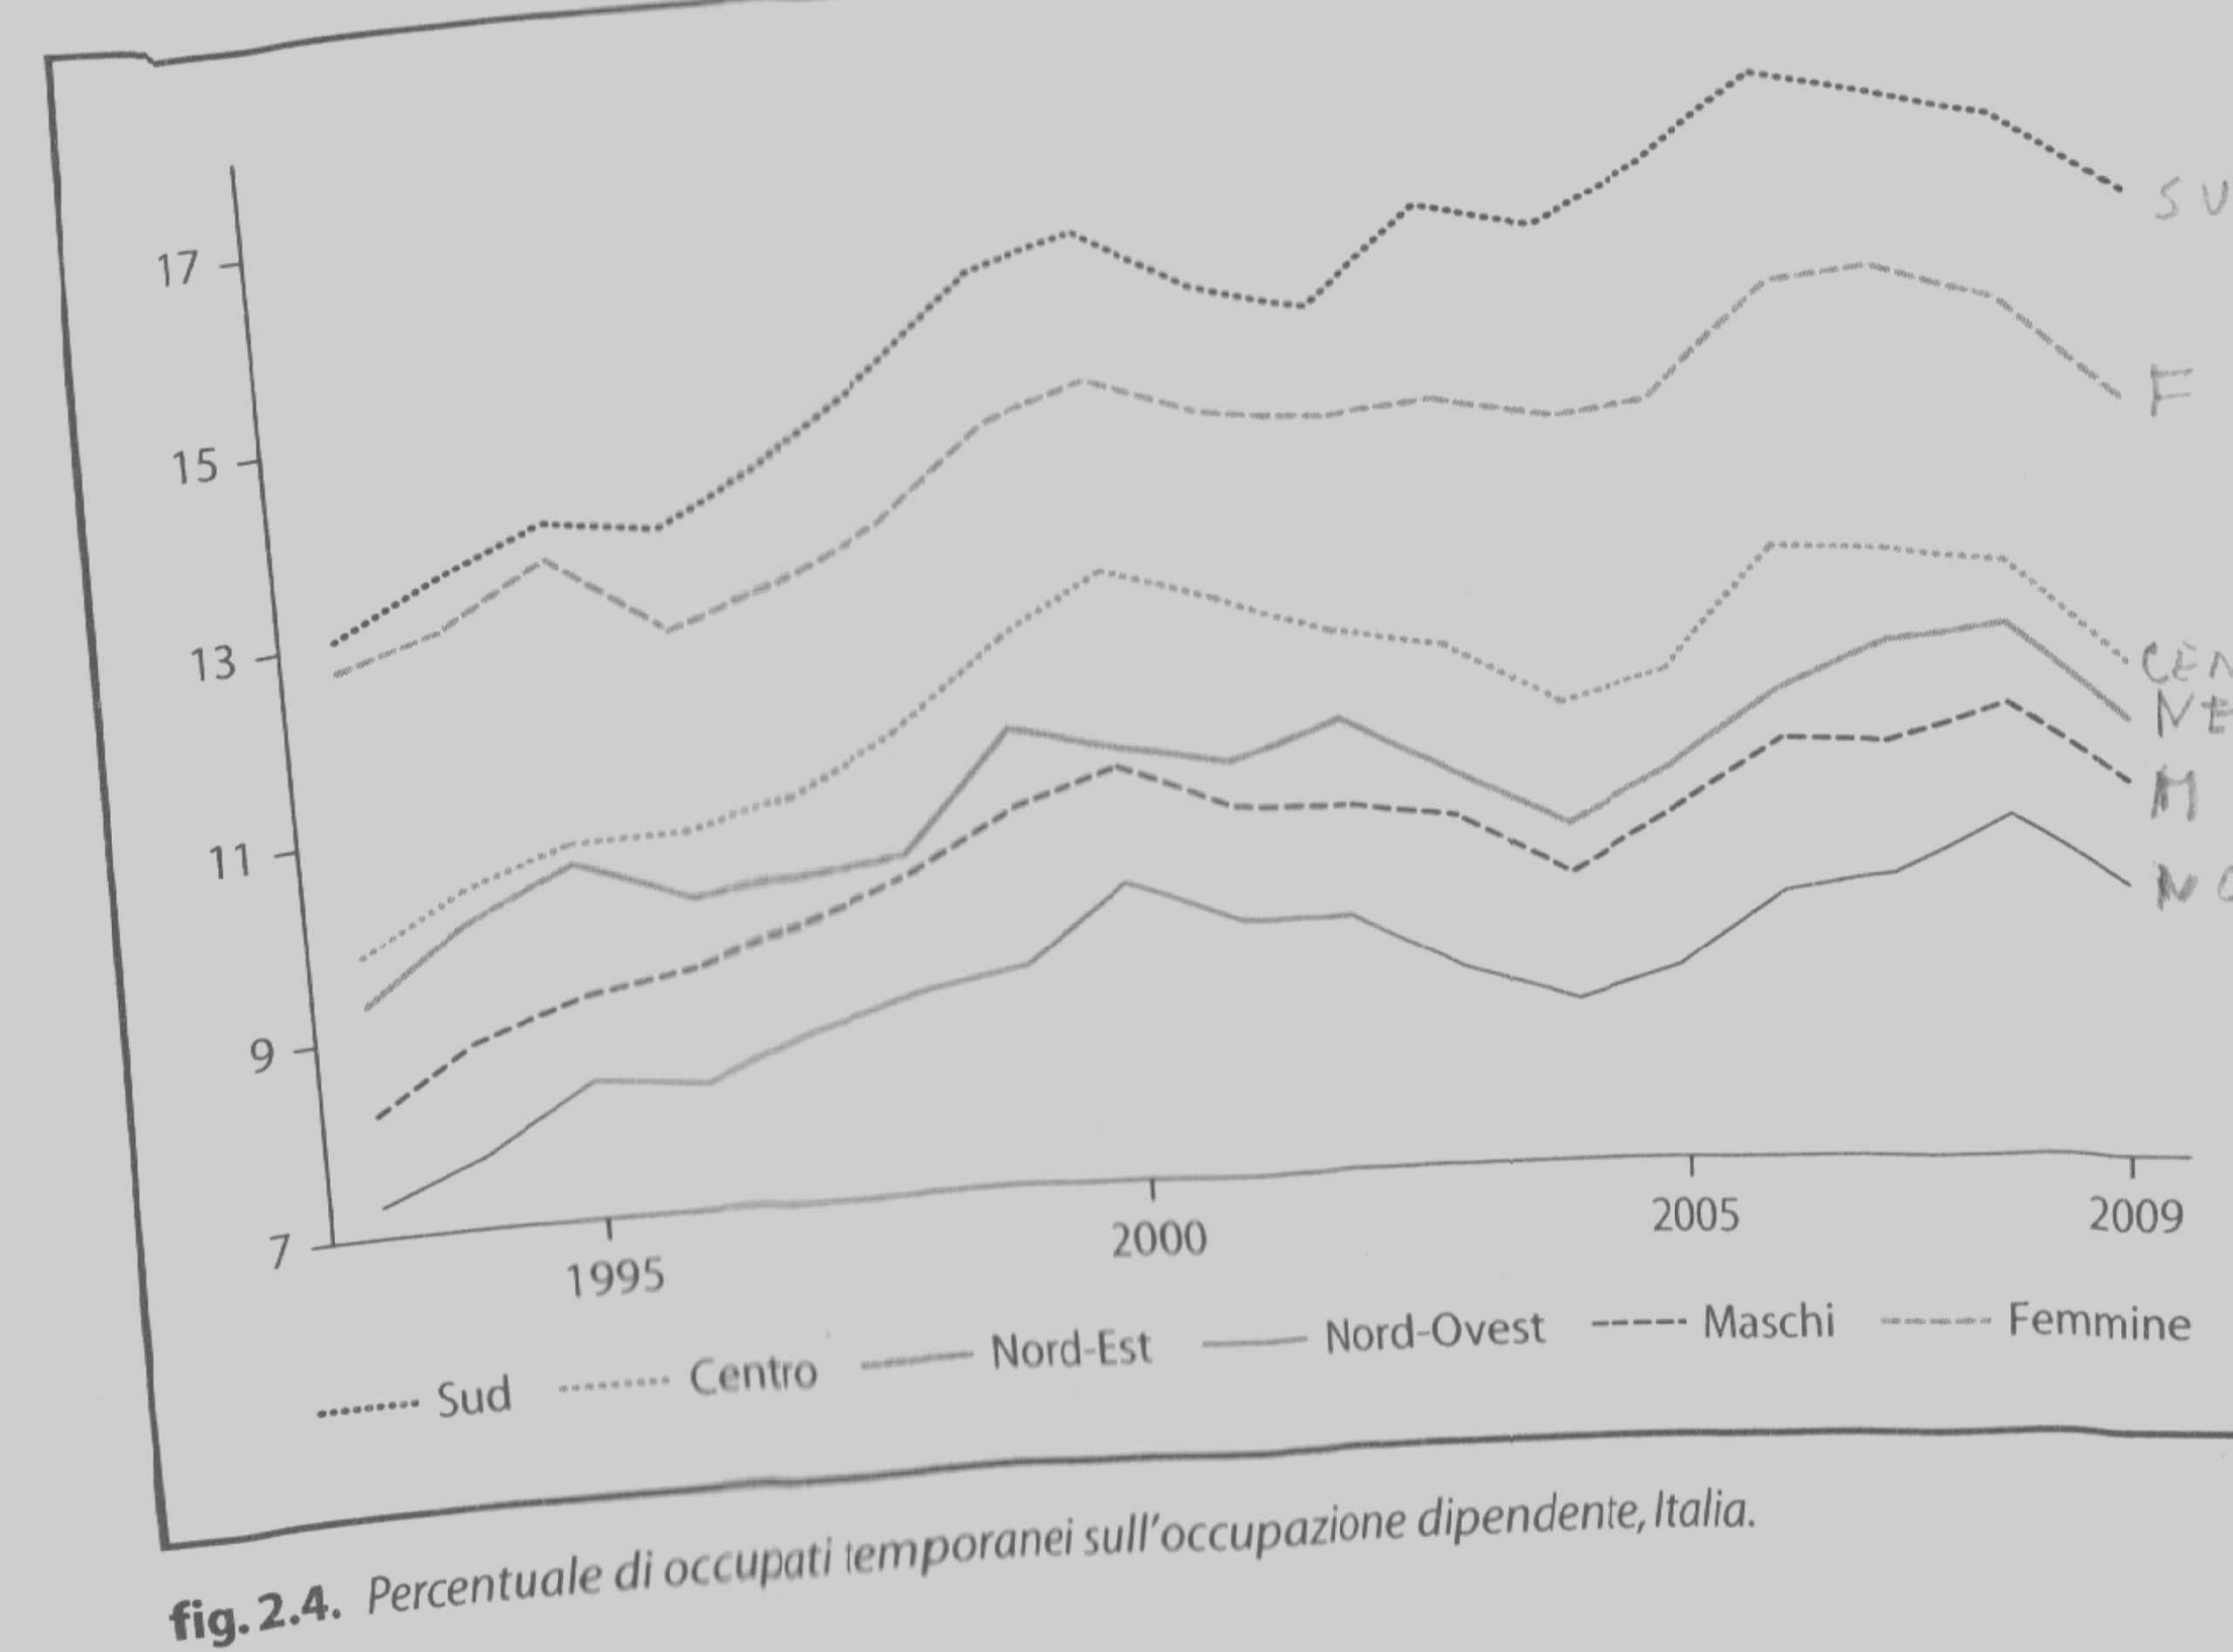 17
SU
F
15
13
CEN
NE
M
11
NO
9
7
1995 2000 2005 2009
Sud Centro Nord-Est Nord-Ovest Maschi Femmine
fig. 2.4. Percentuale di occupati temporanei sull'occupazione dipendente, Italia.